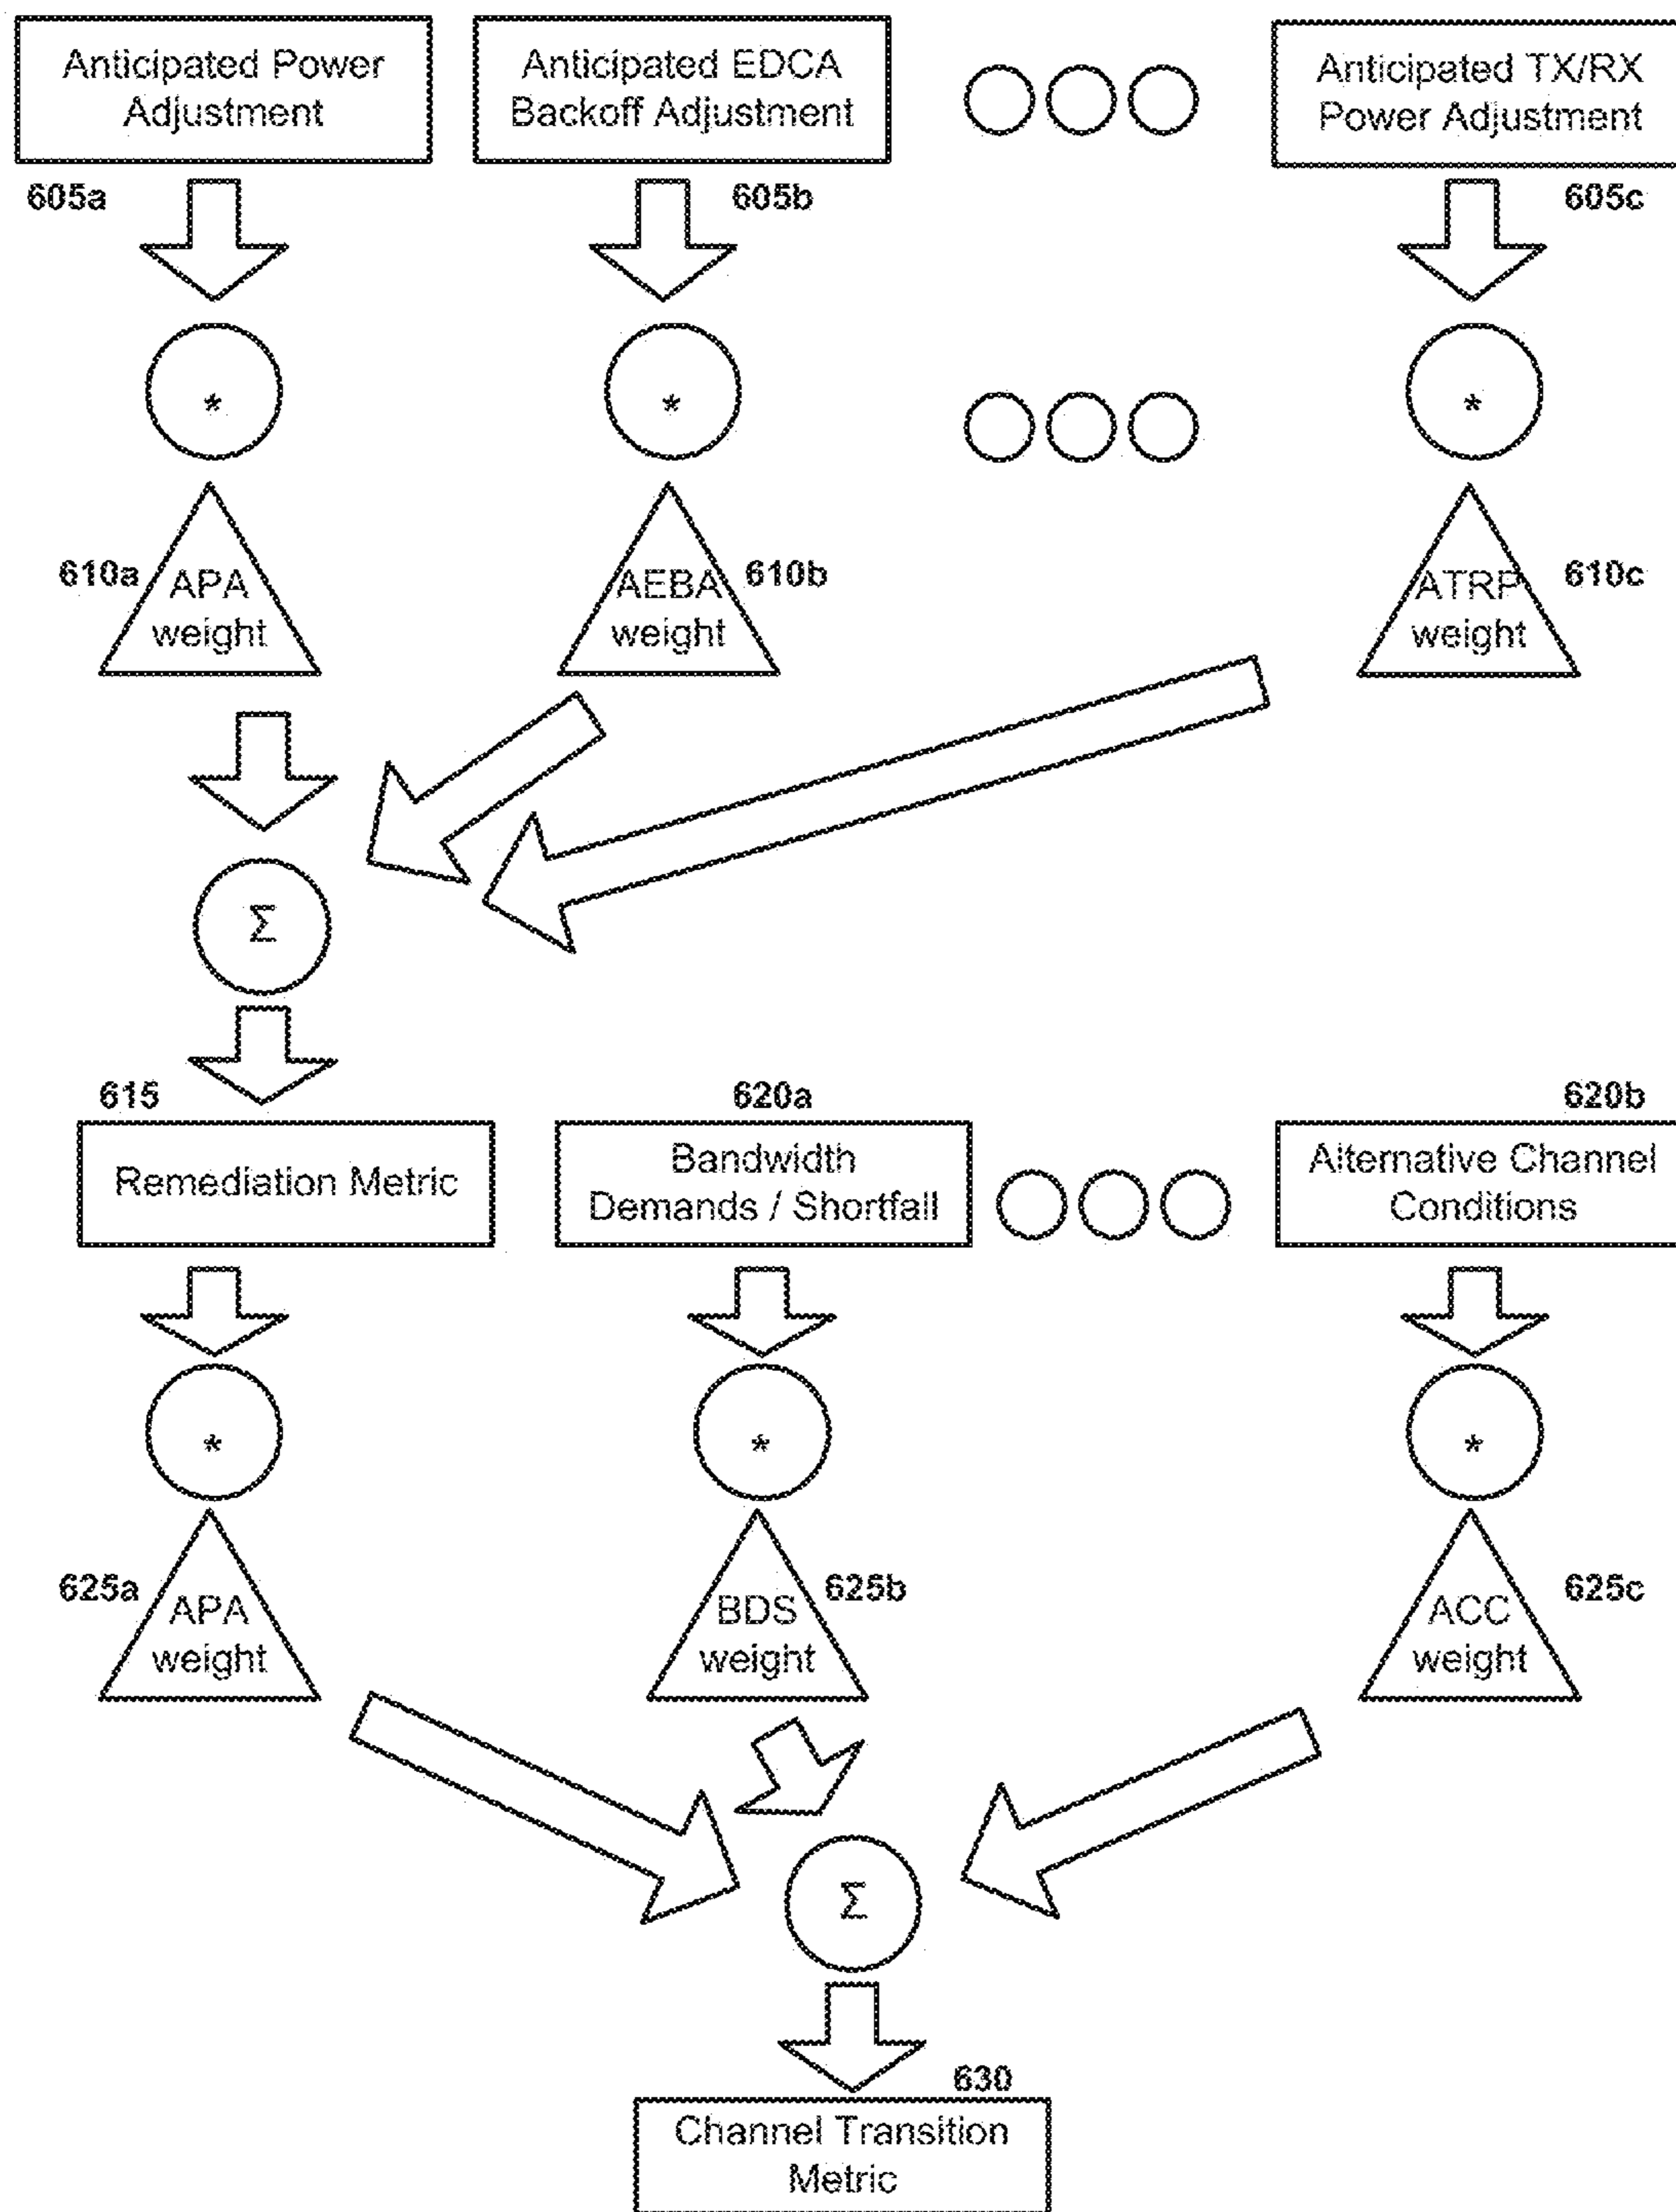 Anticipated Power
Adjustment
Anticipated EDCA
Backoff Adjustment
Anticipated TX/RX
Power Adjustment
605a
605b
605c
*
*
*
610a
APA
weight
AEBA
weight
610b
ATRP
weight
610c
Σ
615
620a
620b
Remediation Metric
Bandwidth
Demands / Shortfall
Alternative Channel
Conditions
*
*
*
625a
APA
weight
BDS
weight
625b
ACC
weight
625c
Σ
630
Channel Transition
Metric